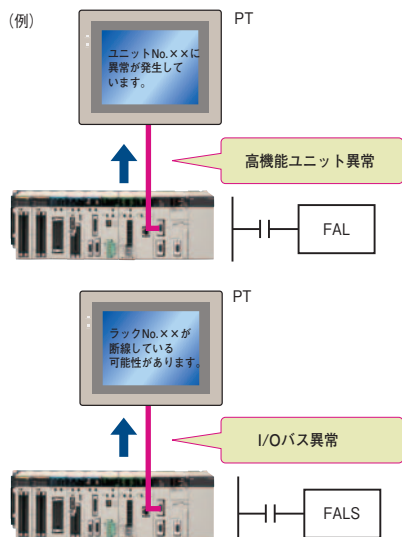 (例)
PT
ユニットNo.××に
異常が発生して
います。
高機能ユニット異常
FAL
PT
ラックNo.××が
断線している
可能性があります。
I/Oバス異常
FALS